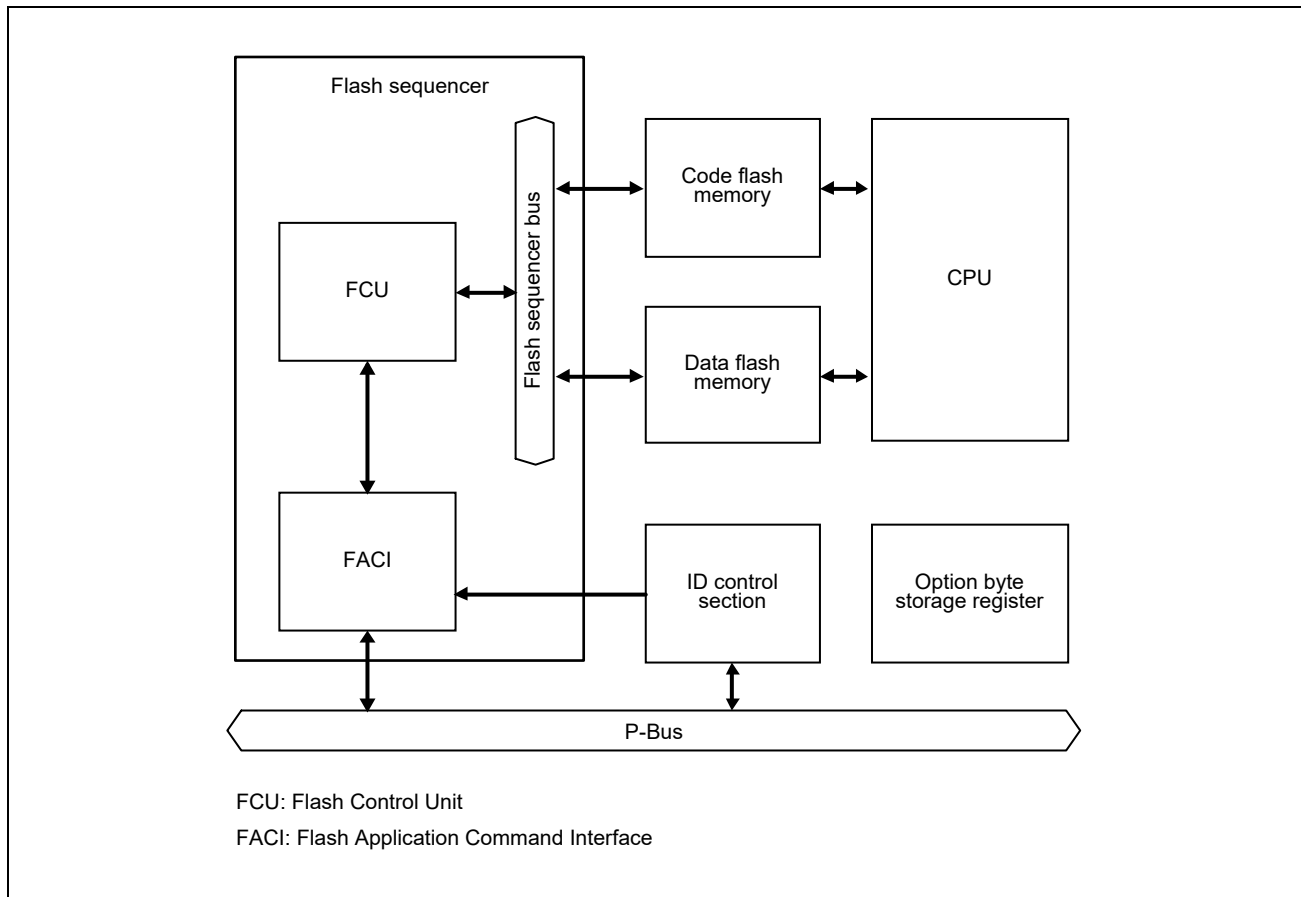 Flash sequencer
Flash sequencer bus
Code flash
memory
CPU
FCU
Data flash
memory
FACI
ID control
section
Option byte
storage register
P-Bus
FCU: Flash Control Unit
FACI: Flash Application Command Interface